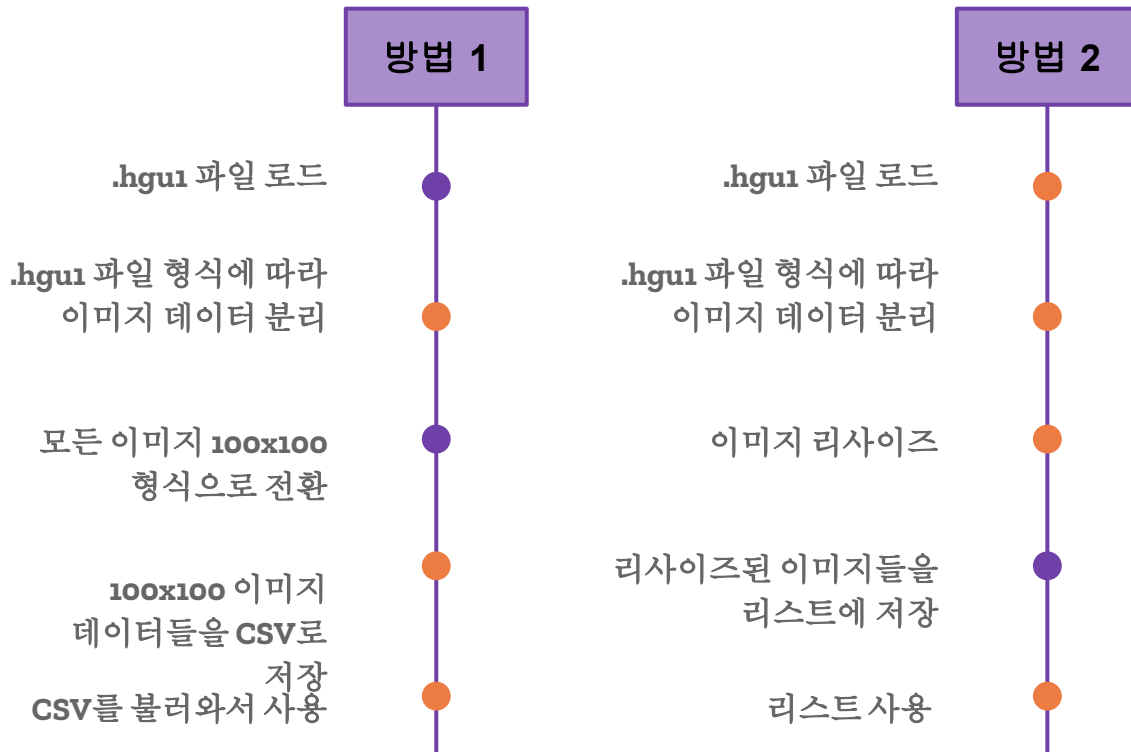 방법 1
.hgu1 파일 로드
.hgu1 파일 형식에 따라
이미지 데이터 분리
모든 이미지 100x100
형식으로 전환
100x100 이미지
데이터들을 CSV로
저장
CSV를 불러와서 사용
방법 2
.hgu1 파일 로드
.hgu1 파일 형식에 따라
이미지 데이터 분리
이미지 리사이즈
리사이즈된 이미지들을
리스트에 저장
리스트 사용